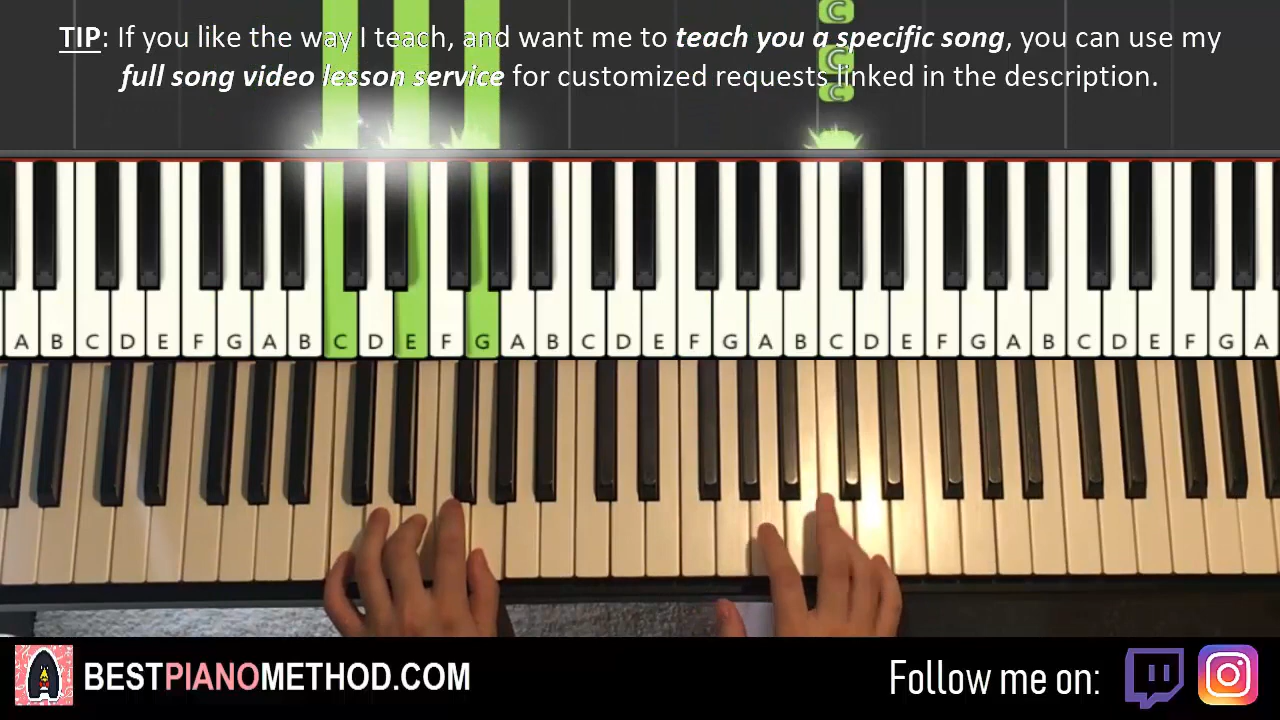 TIP: If you like the way I teach, and want me to teach you a specific song, you can use my
full song video lesson service for customized requests linked in the description.
C
C
C
A B C D E F G A B C D E F G A B C D E F G A B C D E F G A B C D E F G A
BESTPIANOMETHOD.COM
Follow me on: